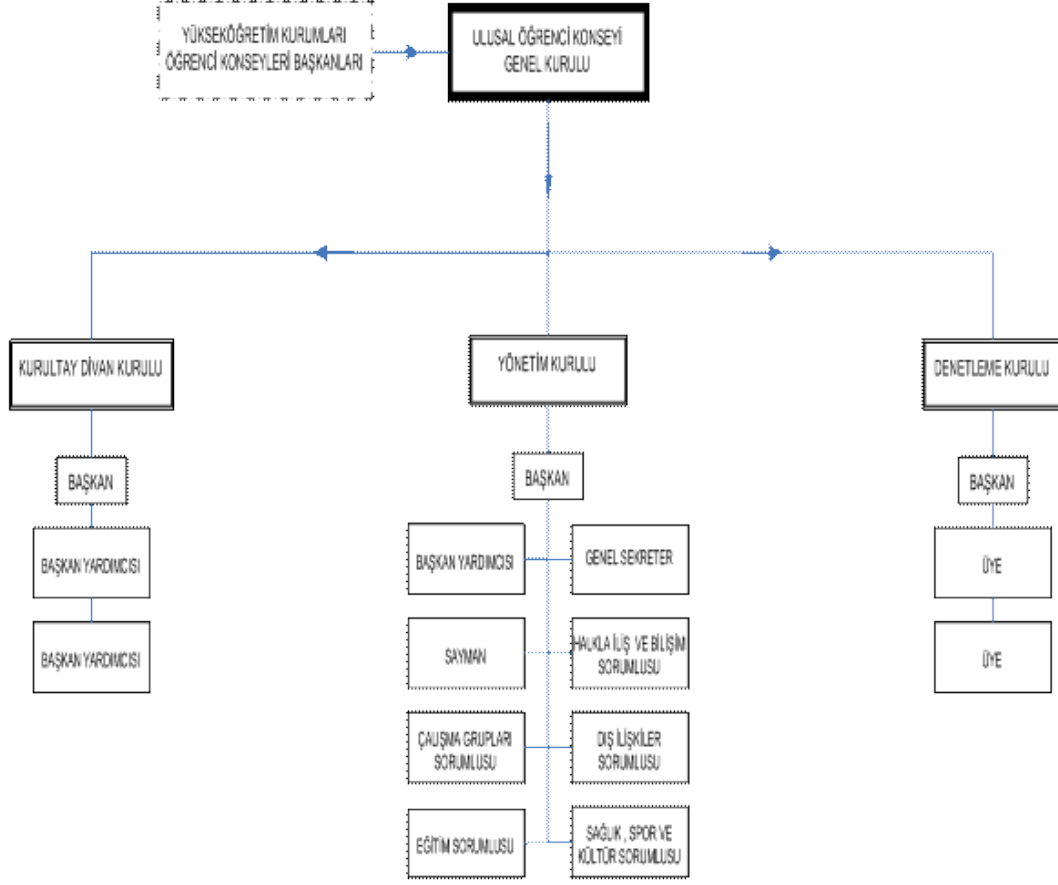 YÜKSEKÖĞRETİM KURUMLARI
ÖĞRENCİ KONSEYLERİ BAŞKANLARI
ULUSAL ÖĞRENCİ KONSEYİ
GENEL KURULU
KURULTAY DİVAN KURULU
YÖNETİM KURULU
DENETLEME KURULU
BAŞKAN
BAŞKAN
BAŞKAN
BAŞKAN YARDIMCISI
BAŞKAN YARDIMCISI
GENEL SEKRETER
ÜYE
BAŞKAN YARDIMCISI
SAYMAN
HALKLA İLİŞ VE BİLİŞİM
SORUMLUSU
ÜYE
ÇALIŞMA GRUPLARI
SORUMLUSU
DIŞ İLİŞKİLER
SORUMLUSU
EĞİTİM SORUMLUSU
SAĞLIK , SPOR VE
KÜLTÜR SORUMLUSU